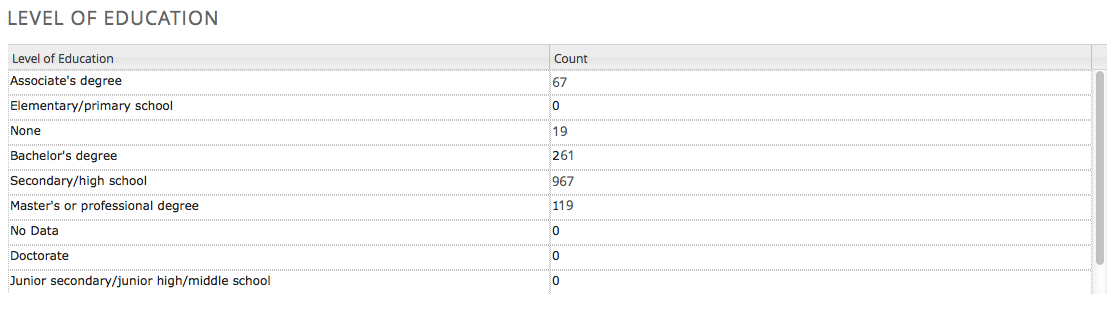 LEVEL OF EDUCATION
Level of Education Count
Associate's degree 67
Elementary/primary school 0
None 19
Bachelor's degree 261
Secondary/high school 967
Master's or professional degree 119
No Data 0
Doctorate 0
Junior secondary/junior high/middle school 0